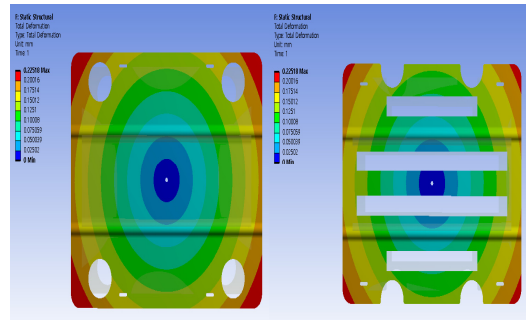 F: Static Structural
Total Deformation
Type: Total Deformation
Unit: mm
Time: 1
0.22518 Max
0.20016
0.17514
0.15012
0.1251
0.10008
0.075059
0.050039
0.02502
0 Min
F: Static Structural
Total Deformation
Type: Total Deformation
Unit: mm
Time: 1
0.22518 Max
0.20016
0.17514
0.15012
0.1251
0.10008
0.075059
0.050039
0.02502
0 Min